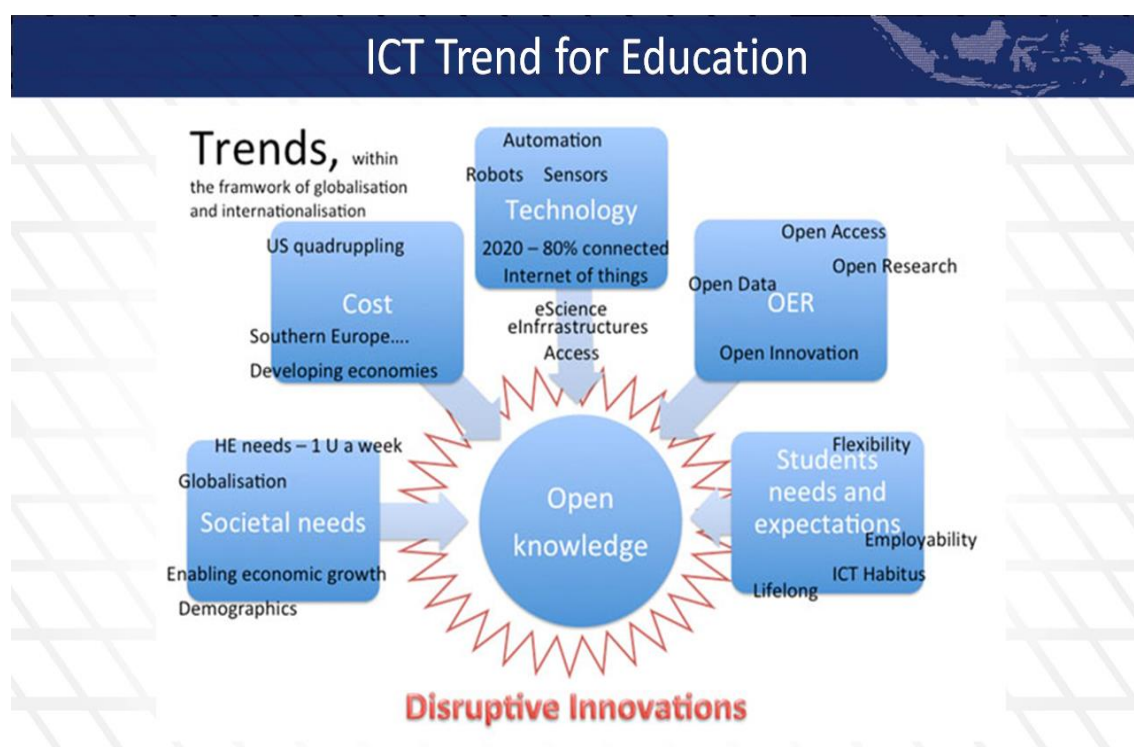 ICT Trend for Education
Trends, within
the framwork of globalisation
and internationalisation
Automation
Robots Sensors
Technology
2020 – 80% connected
Internet of things
eScience
eInfrrastructures
Access
US quadruppling
Cost
Southern Europe....
Developing economies
Open Access
Open Research
Open Data
OER
Open Innovation
HE needs – 1 U a week
Globalisation
Societal needs
Enabling economic growth
Demographics
Open
knowledge
Flexibility
Students
needs and
expectations
Employability
ICT Habitus
Lifelong
Disruptive Innovations